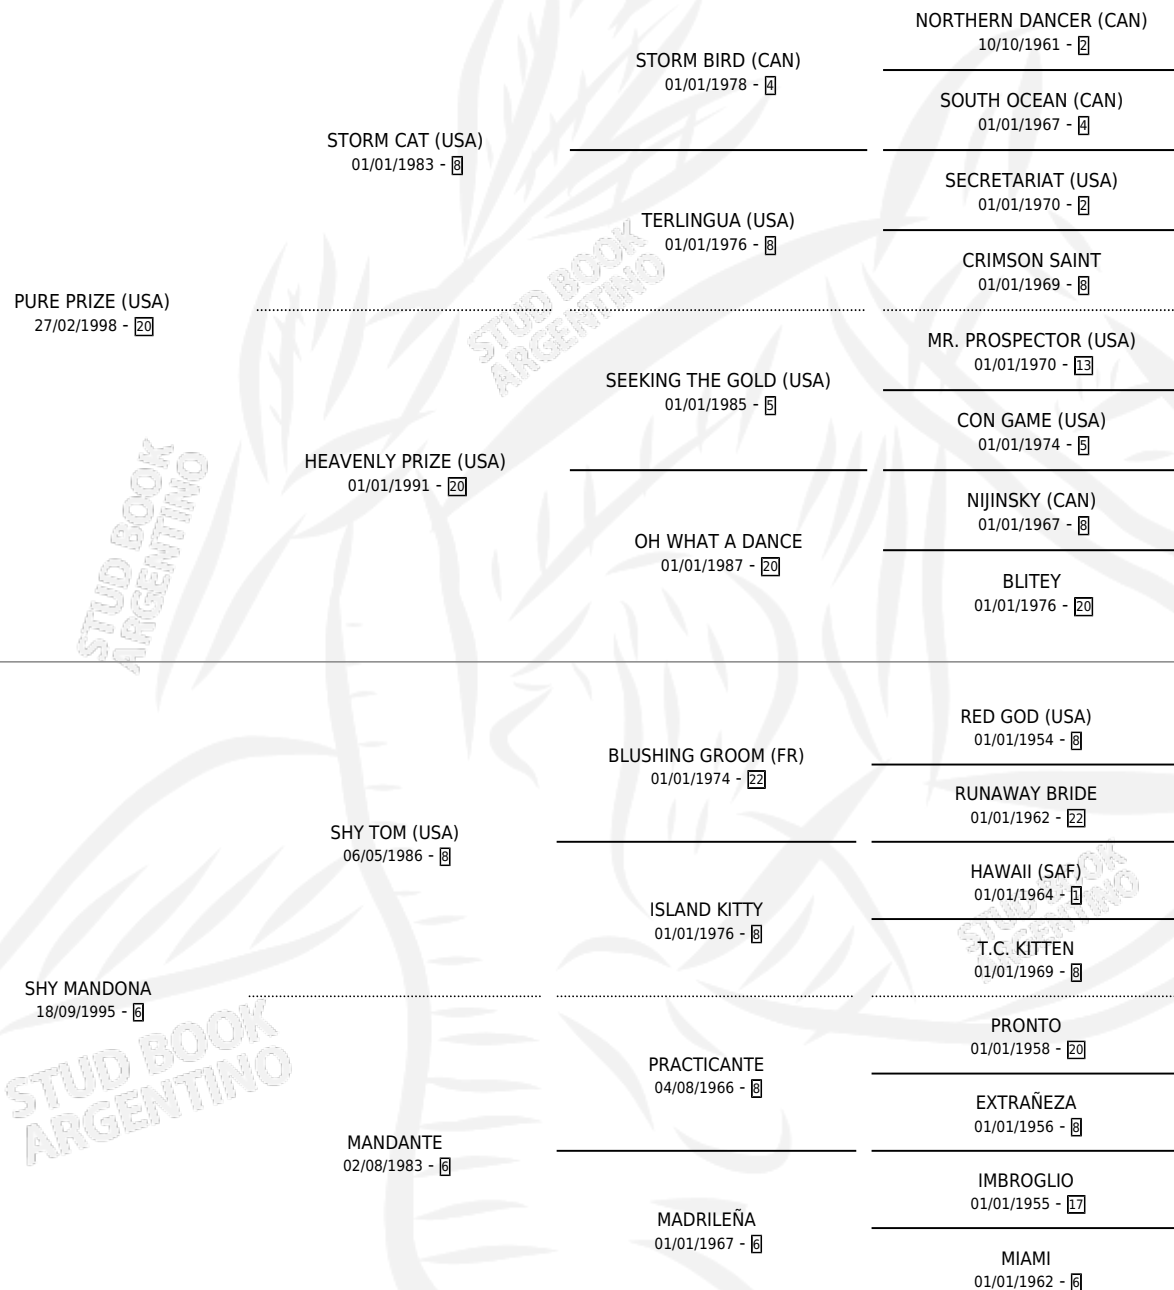 NORTHERN DANCER (CAN)
10/10/1961 - 2
STORM BIRD (CAN)
01/01/1978 - 4
SOUTH OCEAN (CAN)
01/01/1967 - 4
STORM CAT (USA)
01/01/1983 - 8
SECRETARIAT (USA)
01/01/1970 - 2
TERLINGUA (USA)
01/01/1976 - 8
CRIMSON SAINT
01/01/1969 - 8
PURE PRIZE (USA)
27/02/1998 - 20
MR. PROSPECTOR (USA)
01/01/1970 - 13
SEEKING THE GOLD (USA)
01/01/1985 - 5
CON GAME (USA)
01/01/1974 - 5
HEAVENLY PRIZE (USA)
01/01/1991 - 20
NIJINSKY (CAN)
01/01/1967 - 8
OH WHAT A DANCE
01/01/1987 - 20
BLITEY
01/01/1976 - 20
RED GOD (USA)
01/01/1954 - 8
BLUSHING GROOM (FR)
01/01/1974 - 22
RUNAWAY BRIDE
01/01/1962 - 22
SHY TOM (USA)
06/05/1986 - 8
HAWAII (SAF)
01/01/1964 - 1
ISLAND KITTY
01/01/1976 - 8
T.C. KITTEN
01/01/1969 - 8
SHY MANDONA
18/09/1995 - 6
PRONTO
01/01/1958 - 20
PRACTICANTE
04/08/1966 - 8
EXTRAÑEZA
01/01/1956 - 8
MANDANTE
02/08/1983 - 6
IMBROGLIO
01/01/1955 - 17
MADRILEÑA
01/01/1967 - 6
MIAMI
01/01/1962 - 6
STUD BOOK
ARGENTINO
STUD BOOK
ARGENTINO
STUD BOOK
ARGENTINO
STUD BOOK
ARGENTINO